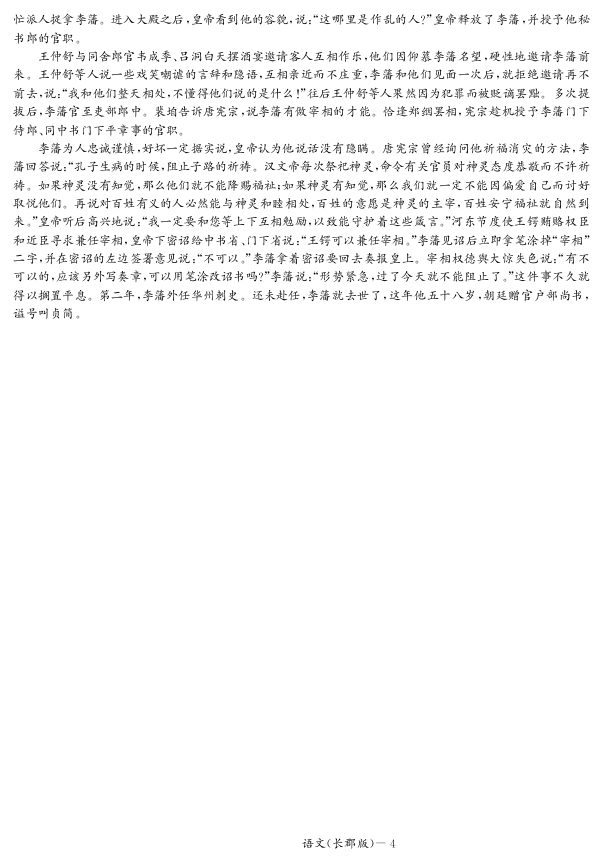 忙派人捉拿李藩。进入大殿之后,皇帝看到他的容貌,说:“这哪里是作乱的人?”皇帝释放了李藩,并授予他秘
书郎的官职。
王仲舒与同舍郎官韦成季、吕洞白天摆酒宴邀请客人互相作乐,他们因仰慕李藩名望,硬性地邀请李藩前
来。王仲舒等人说一些戏笑嘲谑的言辞和隐语,互相亲近而不庄重,李藩和他们见面一次后,就拒绝邀请再不
前去,说:“我和他们整天相处,不懂得他们说的是什么!”往后王仲舒等人果然因为犯罪而被贬谪罢黜。多次提
拔后,李藩官至吏部郎中。裴垍告诉唐宪宗,说李藩有做宰相的才能。恰逢郑絪罢相,宪宗趁机授予李藩门下
侍郎、同中书门下平章事的官职。
李藩为人忠诚谨慎,好坏一定据实说,皇帝认为他说话没有隐瞒。唐宪宗曾经询问他祈福消灾的方法,李
藩回答说:“孔子生病的时候,阻止子路的祈祷。汉文帝每次祭祀神灵,命令有关官员对神灵态度恭敬而不许祈
祷。如果神灵没有知觉,那么他们就不能降赐福祉;如果神灵有知觉,那么我们就一定不能因偏爱自己而讨好
取悦他们。再说对百姓有义的人必然能与神灵和睦相处,百姓的意愿是神灵的主宰,百姓安宁福祉就自然到
来。”皇帝听后高兴地说:“我一定要和您等上下互相勉励,以致能守护着这些箴言。”河东节度使王锷贿赂权臣
和近臣寻求兼任宰相,皇帝下密诏给中书省、门下省说:“王锷可以兼任宰相。”李藩见诏后立即拿笔涂掉“宰相”
二字,并在密诏的左边签署意见说:“不可以。”李藩拿着密诏要回去奏报皇上。宰相权德舆大惊失色说:“有不
可以的,应该另外写奏章,可以用笔涂改诏书吗?”李藩说:“形势紧急,过了今天就不能阻止了。”这件事不久就
得以搁置平息。第二年,李藩外任华州刺史。还未赴任,李藩就去世了,这年他五十八岁,朝廷赠官户部尚书,
谥号叫贞简。
语文(长郡版)— 4